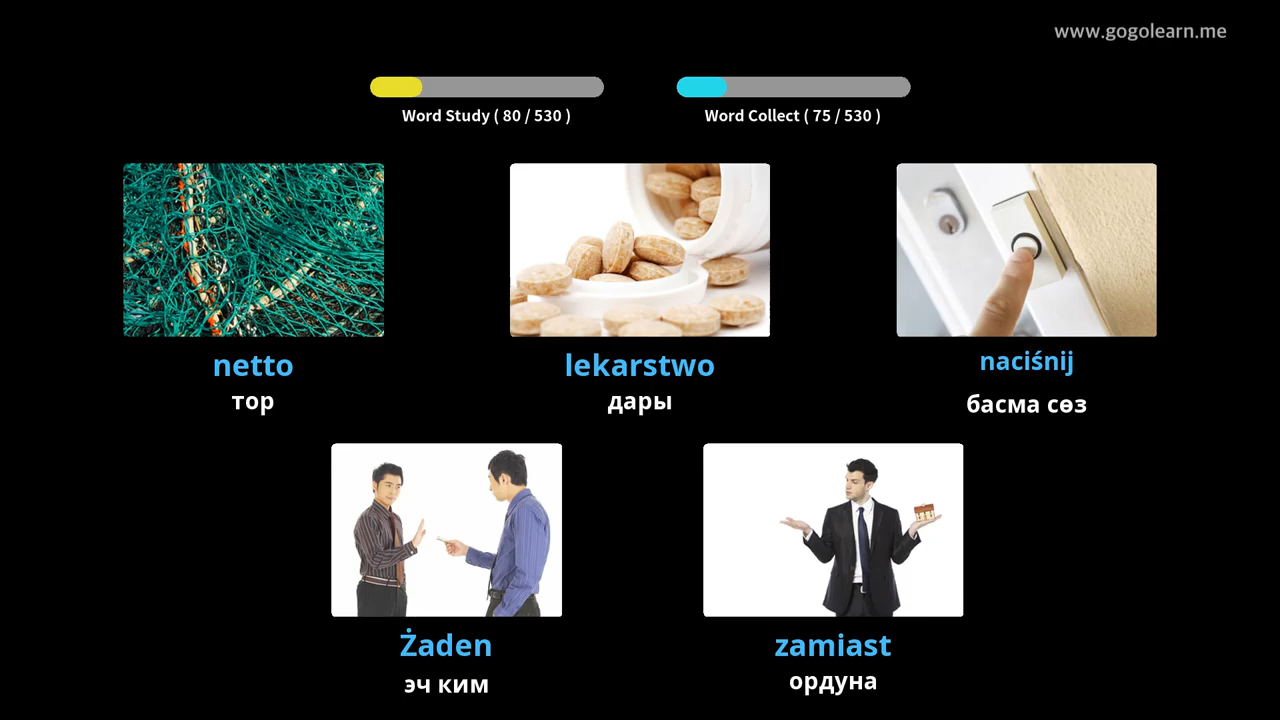 www.gogolearn.me
Word Study ( 80 / 530 )
Word Collect ( 75 / 530 )
netto
тор
lekarstwo
дары
naciśnij
басма сөз
Żaden
эч ким
zamiast
ордуна